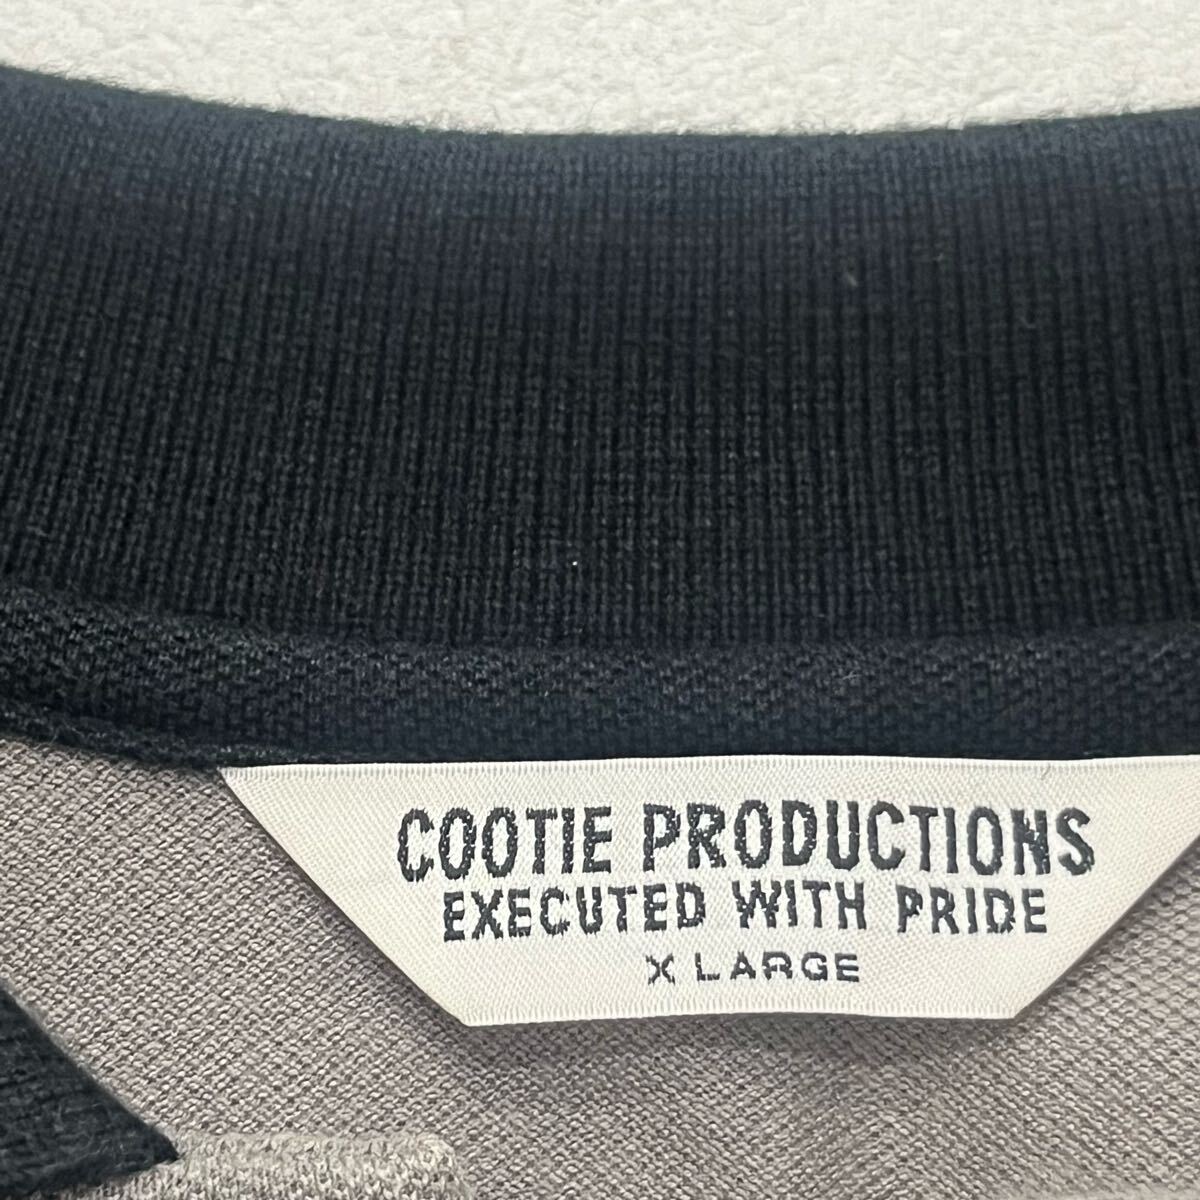 COOTIE PRODUCTIONS
EXECUTED WITH PRIDE
X LARGE